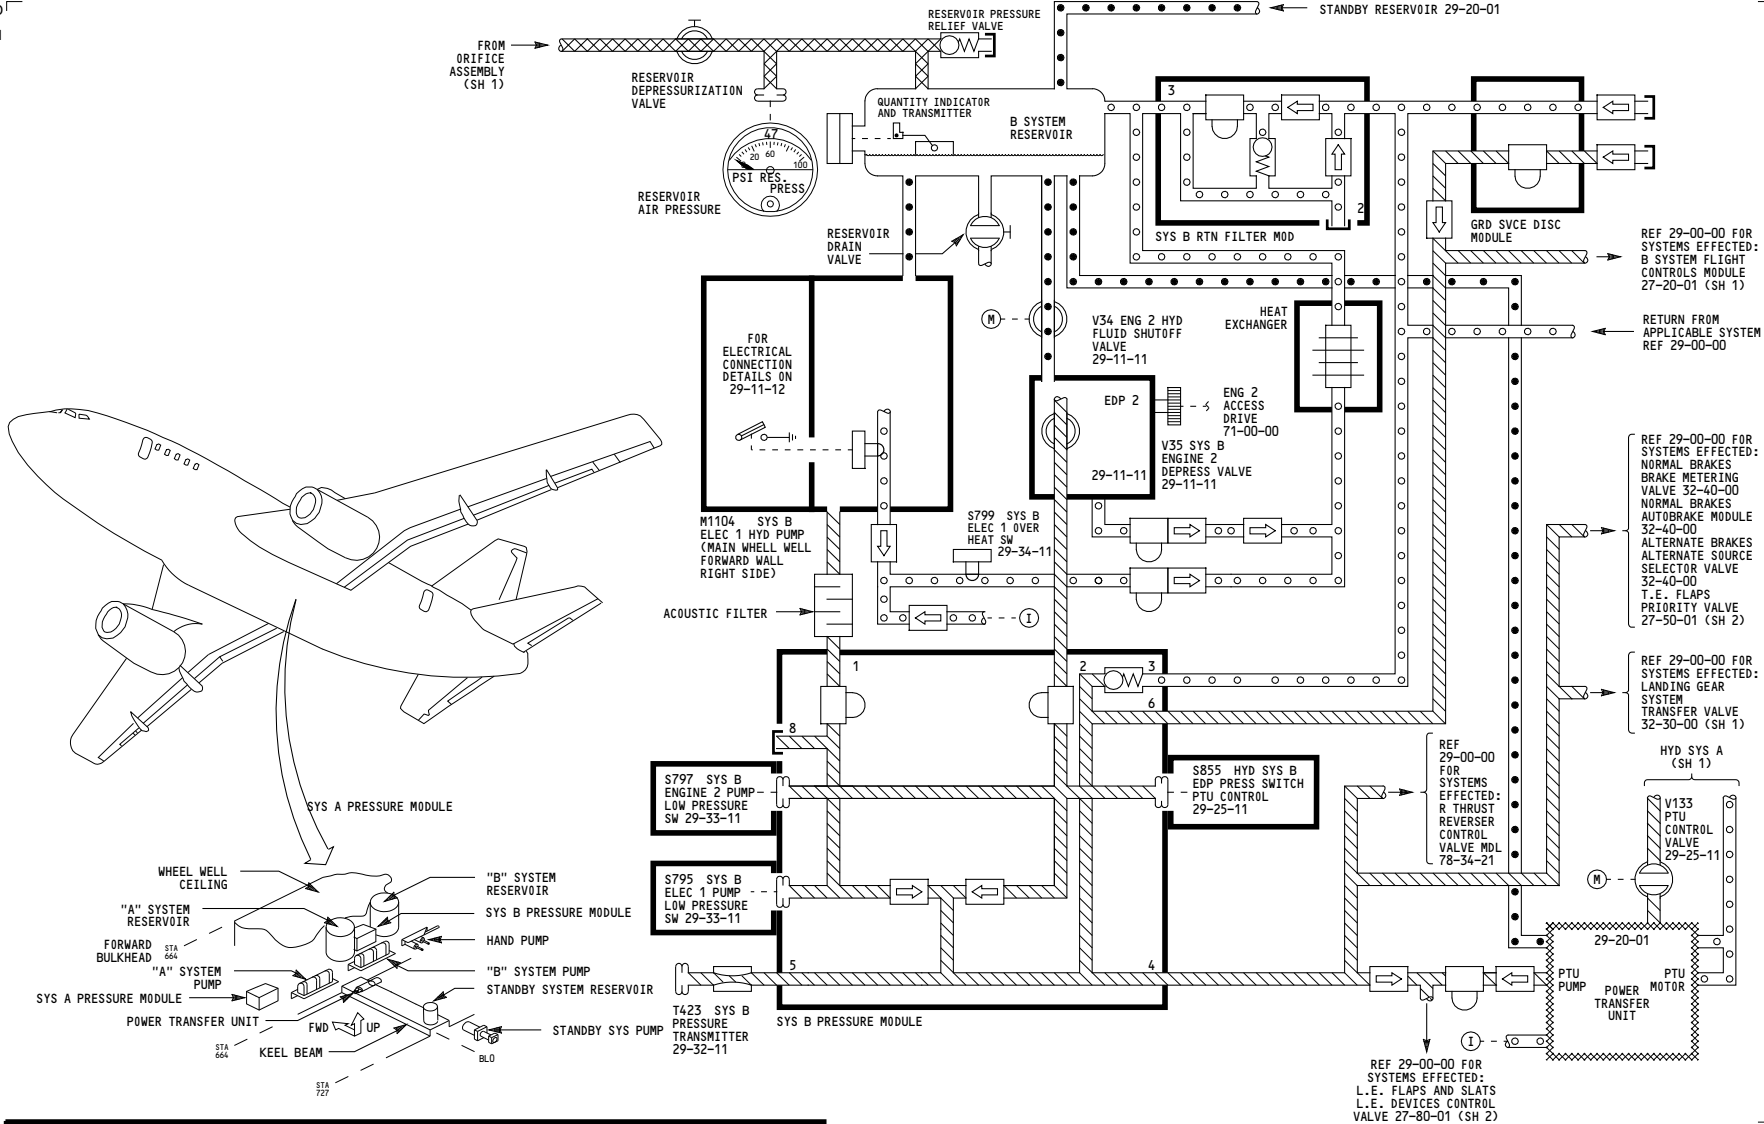 STANDBY RESERVOIR 29-20-01
RESERVOIR PRESSURE
RELIEF VALVE
FROM
ORIFICE
ASSEMBLY
(SH 1)
RESERVOIR
DEPRESSURIZATION
VALVE
QUANTITY INDICATOR
AND TRANSMITTER
B SYSTEM
RESERVOIR
47
20 60 100
PSI RES.
PRESS
RESERVOIR
AIR PRESSURE
RESERVOIR
DRAIN
VALVE
3
2
SYS B RTN FILTER MOD
GRD SVCE DISC
MODULE
REF 29-00-00 FOR
SYSTEMS EFFECTED:
B SYSTEM FLIGHT
CONTROLS MODULE
27-20-01 (SH 1)
RETURN FROM
APPLICABLE SYSTEM
REF 29-00-00
HEAT
EXCHANGER
M
V34 ENG 2 HYD
FLUID SHUTOFF
VALVE
29-11-11
FOR
ELECTRICAL
CONNECTION
DETAILS ON
29-11-12
EDP 2
29-11-11
ENG 2
ACCESS
DRIVE
71-00-00
V35 SYS B
ENGINE 2
DEPRESS VALVE
29-11-11
M1104 SYS B
ELEC 1 HYD PUMP
(MAIN WHELL WELL
FORWARD WALL
RIGHT SIDE)
S799 SYS B
ELEC 1 OVER
HEAT SW
29-34-11
ACOUSTIC FILTER
I
REF 29-00-00 FOR
SYSTEMS EFFECTED:
NORMAL BRAKES
BRAKE METERING
VALVE 32-40-00
NORMAL BRAKES
AUTOBRAKE MODULE
32-40-00
ALTERNATE BRAKES
ALTERNATE SOURCE
SELECTOR VALVE
32-40-00
T.E. FLAPS
PRIORITY VALVE
27-50-01 (SH 2)
REF 29-00-00 FOR
SYSTEMS EFFECTED:
LANDING GEAR
SYSTEM
TRANSFER VALVE
32-30-00 (SH 1)
1
2
3
6
8
5
4
S797 SYS B
ENGINE 2 PUMP
LOW PRESSURE
SW 29-33-11
S855 HYD SYS B
EDP PRESS SWITCH
PTU CONTROL
29-25-11
S795 SYS B
ELEC 1 PUMP
LOW PRESSURE
SW 29-33-11
T423 SYS B
PRESSURE
TRANSMITTER
29-32-11
SYS B PRESSURE MODULE
REF
29-00-00
FOR
SYSTEMS
EFFECTED:
R THRUST
REVERSER
CONTROL
VALVE MDL
78-34-21
HYD SYS A
(SH 1)
V133
PTU
CONTROL
VALVE
29-25-11
M
29-20-01
PTU
PUMP
PTU
MOTOR
POWER
TRANSFER
UNIT
I
REF 29-00-00 FOR
SYSTEMS EFFECTED:
L.E. FLAPS AND SLATS
L.E. DEVICES CONTROL
VALVE 27-80-01 (SH 2)
SYS A PRESSURE MODULE
WHEEL WELL
CEILING
"A" SYSTEM
RESERVOIR
FORWARD
BULKHEAD
STA
664
"A" SYSTEM
PUMP
SYS A PRESSURE MODULE
POWER TRANSFER UNIT
STA
664
KEEL BEAM
FWD
UP
STA
727
"B" SYSTEM
RESERVOIR
SYS B PRESSURE MODULE
HAND PUMP
"B" SYSTEM PUMP
STANDBY SYSTEM RESERVOIR
STANDBY SYS PUMP
BLO